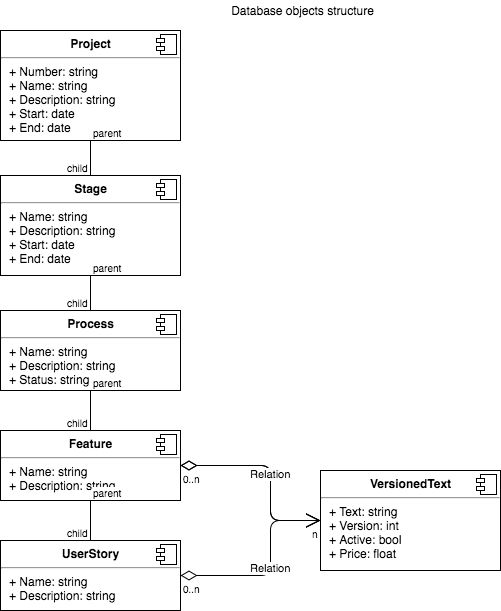 Database objects structure
Project
+ Number: string
+ Name: string
+ Description: string
+ Start: date
+ End: date
parent
child
Stage
+ Name: string
+ Description: string
+ Start: date
+ End: date
parent
child
Process
+ Name: string
+ Description: string
+ Status: string
parent
child
Feature
+ Name: string
+ Description: string
parent
0..n
Relation
child
UserStory
+ Name: string
+ Description: string
0..n
Relation
n
VersionedText
+ Text: string
+ Version: int
+ Active: bool
+ Price: float